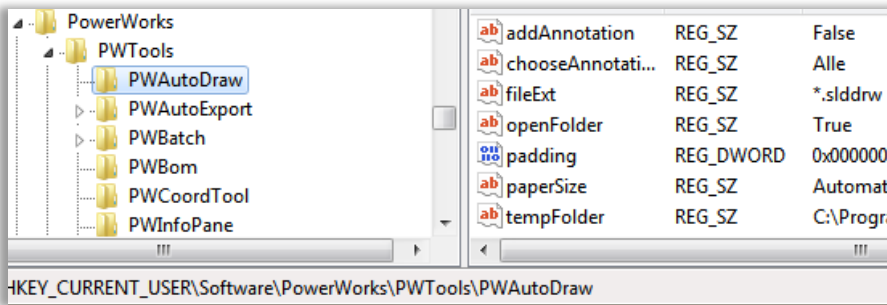 PowerWorks
PWTools
PWAutoDraw
PWAutoExport
PWBatch
PWBom
PWCoordTool
PWInfoPane
addAnnotation REG_SZ False
chooseAnnotati... REG_SZ Alle
fileExt REG_SZ *.slddrw
openFolder REG_SZ True
padding REG_DWORD 0x000000
paperSize REG_SZ Automat
tempFolder REG_SZ C:\Progra
HKEY_CURRENT_USER\Software\PowerWorks\PWTools\PWAutoDraw